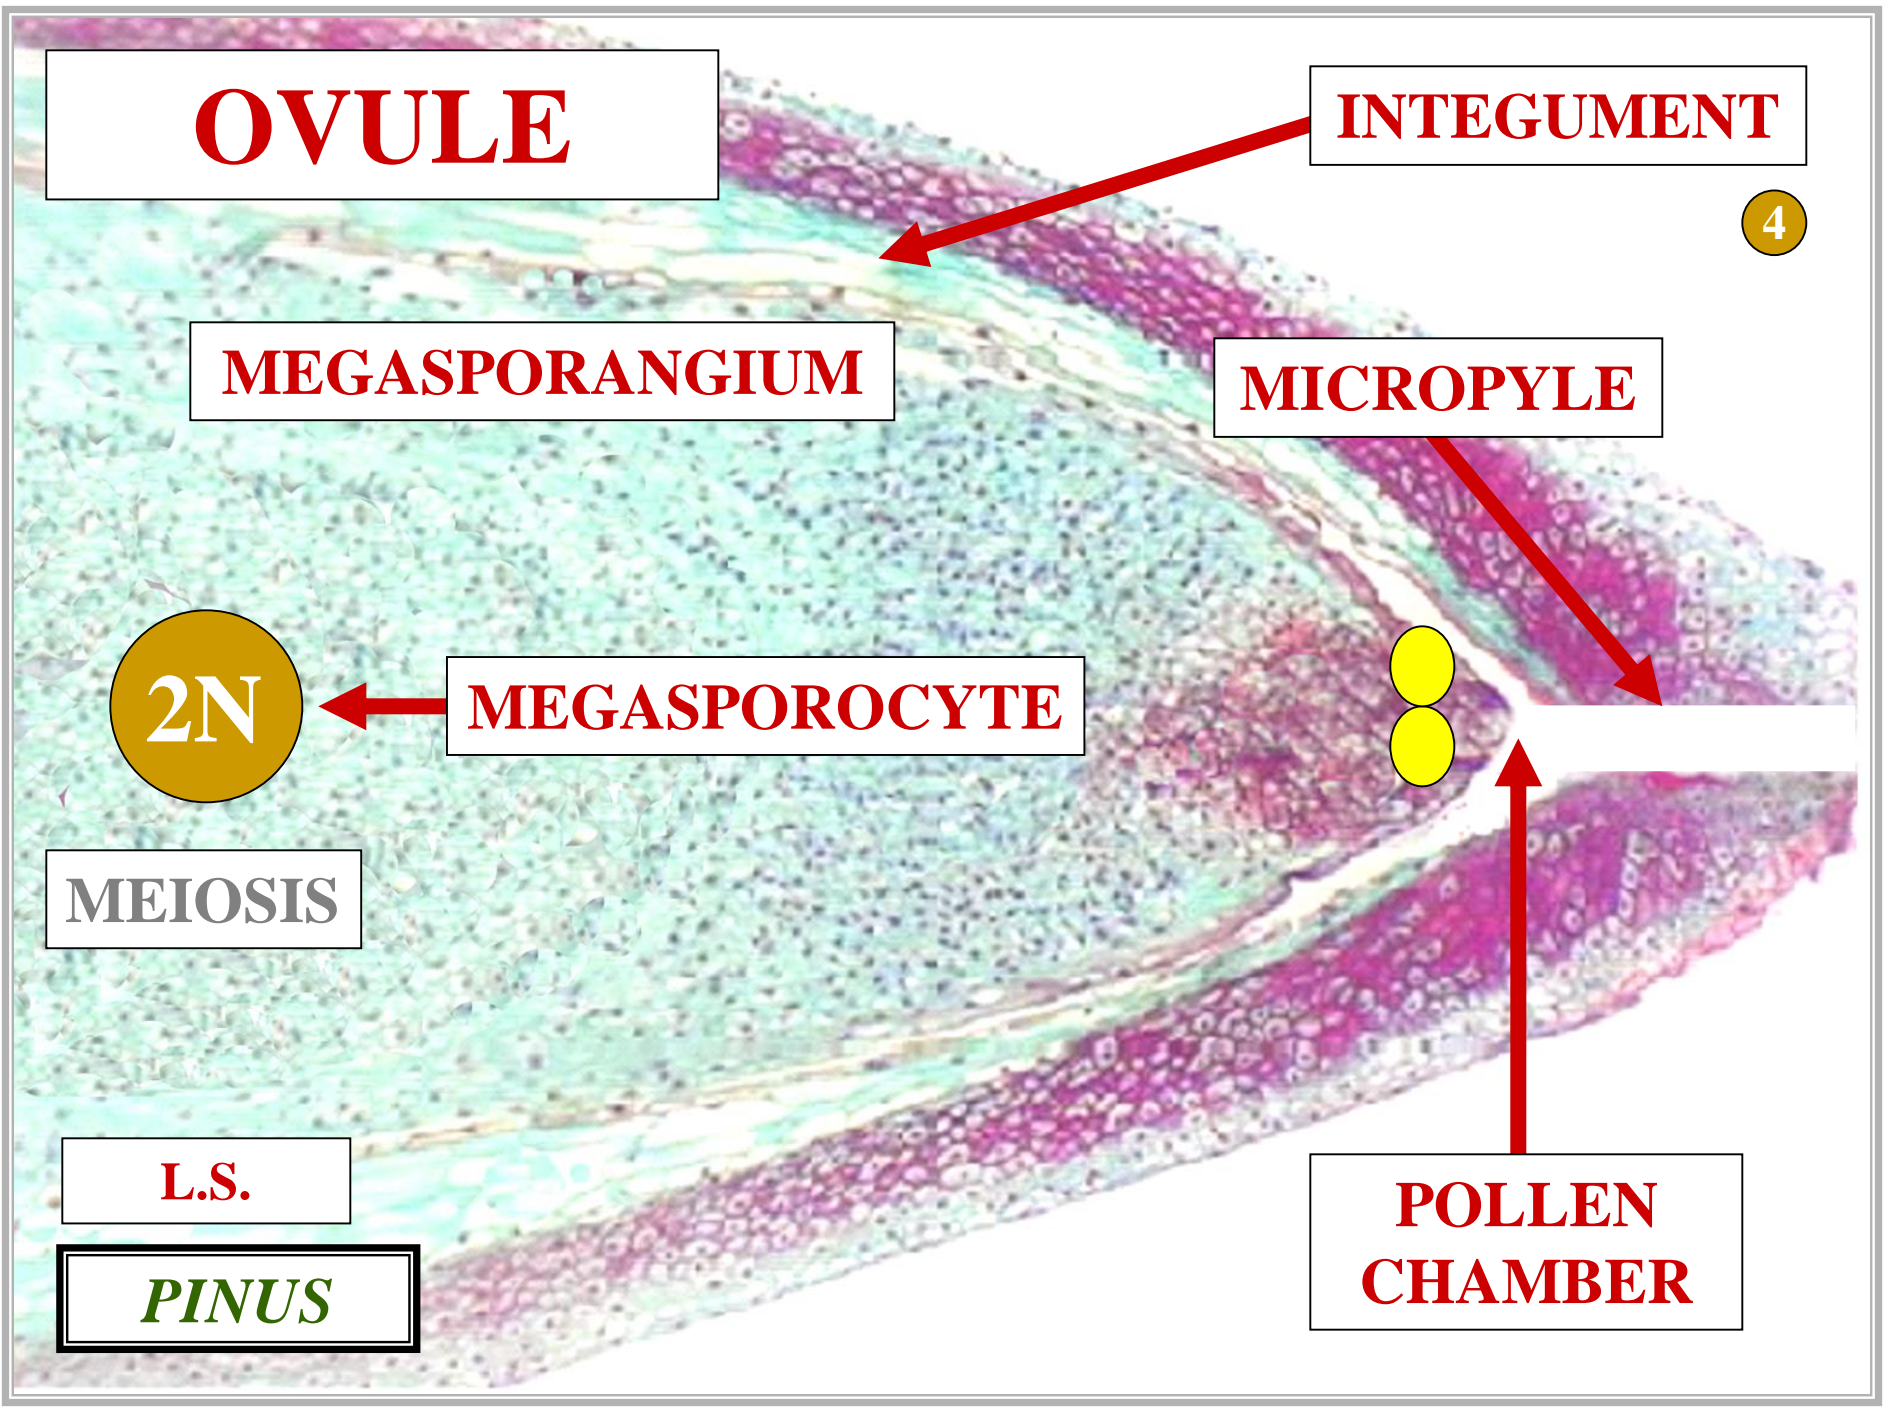 OVULE
INTEGUMENT
4
MEGASPORANGIUM
MICROPYLE
2N
MEGASPOROCYTE
MEIOSIS
L.S.
POLLEN
CHAMBER
PINUS